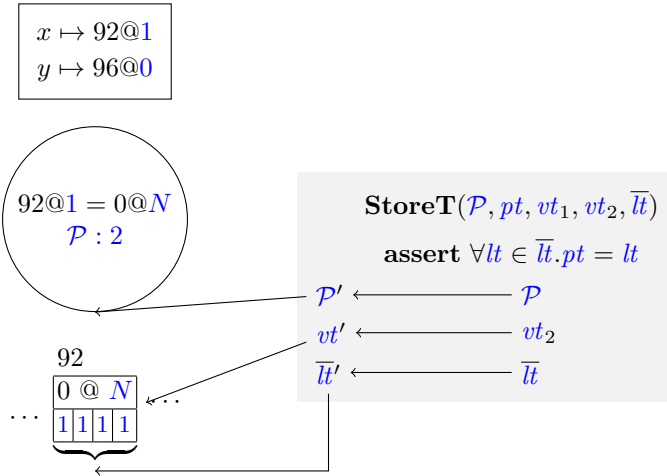 x ↦ 92@1
y ↦ 96@0
92@1 = 0@N
𝒫 : 2
StoreT(𝒫, pt, vt₁, vt₂, l̅t̅)
assert ∀lt ∈ l̅t̅.pt = lt
𝒫′ 𝒫
vt′ vt₂
l̅t̅′ l̅t̅
92
0 @ N
... ...
1 1 1 1